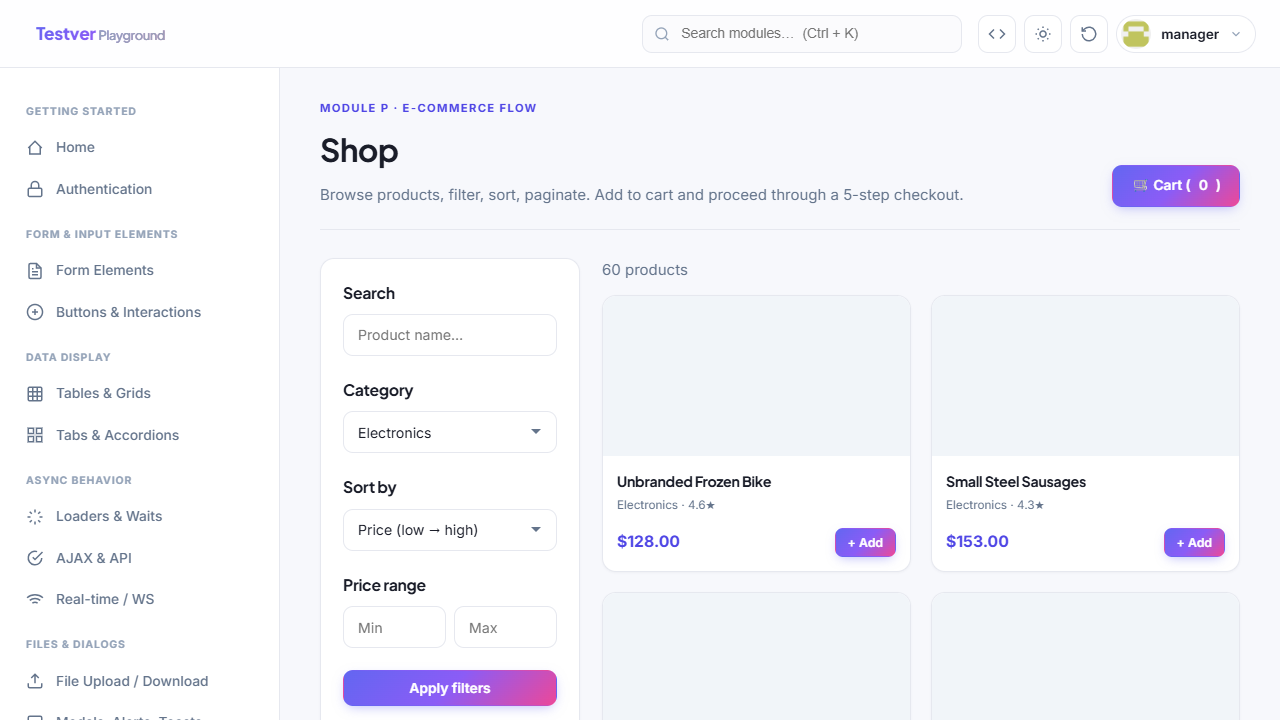 Testver Playground
Search modules... (Ctrl + K)
manager
GETTING STARTED
Home
Authentication
FORM & INPUT ELEMENTS
Form Elements
Buttons & Interactions
DATA DISPLAY
Tables & Grids
Tabs & Accordions
ASYNC BEHAVIOR
Loaders & Waits
AJAX & API
Real-time / WS
FILES & DIALOGS
File Upload / Download
MODULE P · E-COMMERCE FLOW
Shop
Browse products, filter, sort, paginate. Add to cart and proceed through a 5-step checkout.
Cart ( 0 )
Search
Product name...
Category
Electronics
Sort by
Price (low → high)
Price range
Min
Max
Apply filters
60 products
Unbranded Frozen Bike
Electronics · 4.6★
$128.00
+ Add
Small Steel Sausages
Electronics · 4.3★
$153.00
+ Add